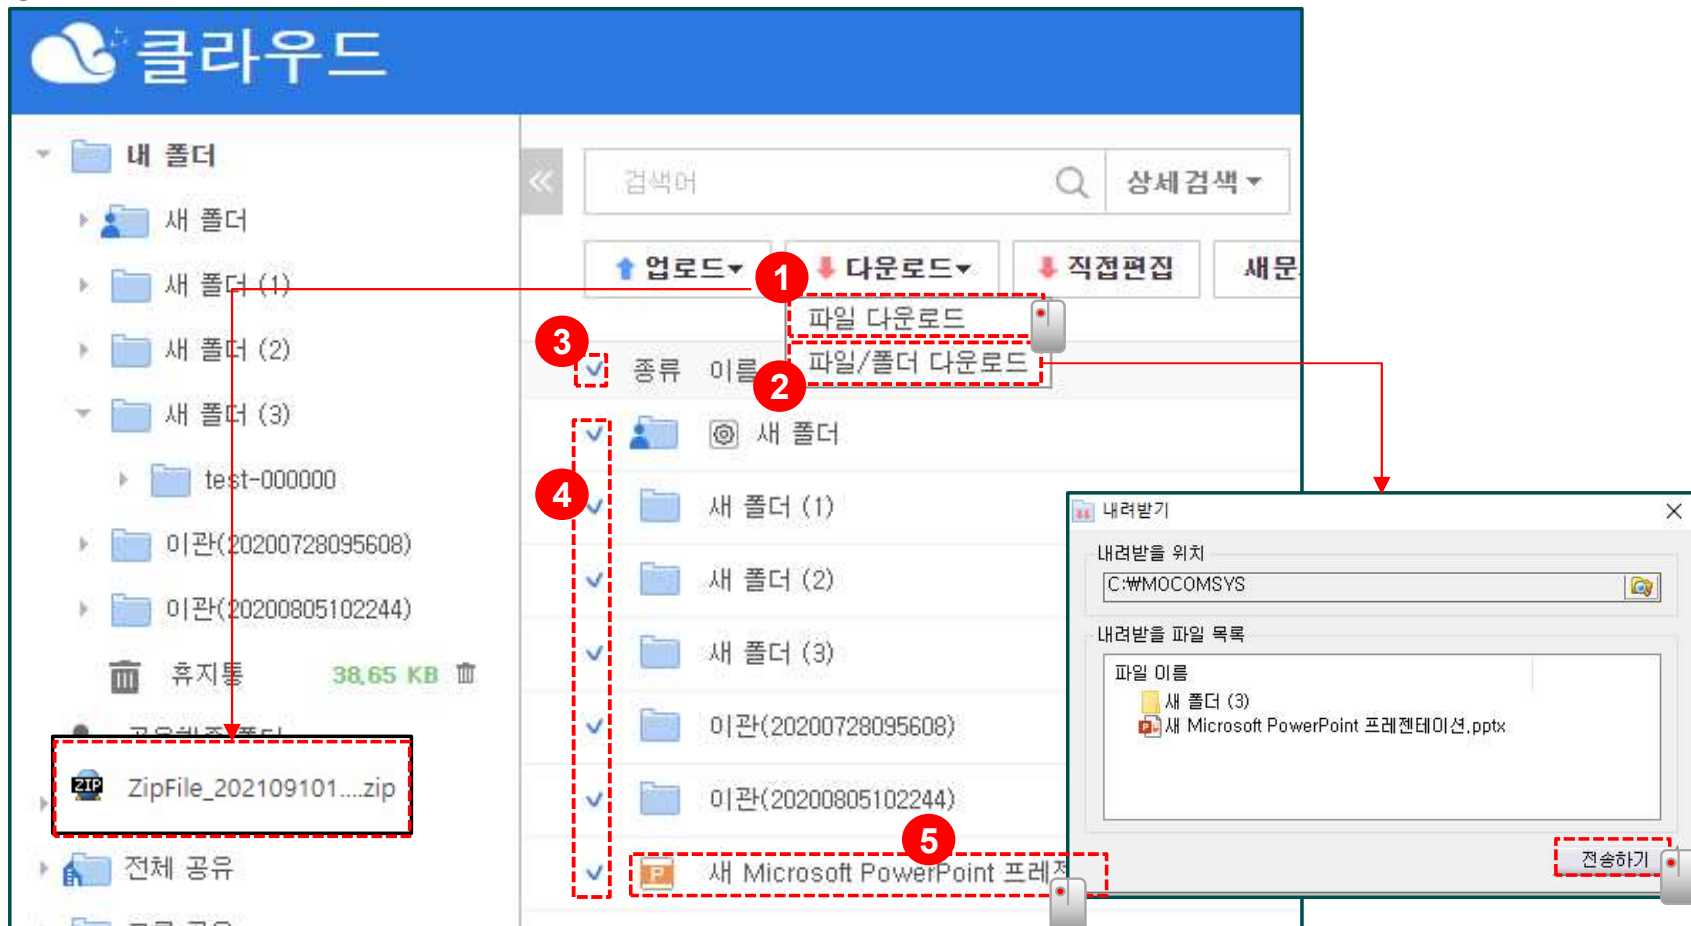 클라우드
내 폴더
새 폴더
새 폴더 (1)
새 폴더 (2)
새 폴더 (3)
test-000000
이관(20200728095608)
이관(20200805102244)
휴지통 38.65 KB
ZIP ZipFile_202109101....zip
전체 공유
검색어 상세검색
업로드 1 다운로드 직접편집 새문
파일 다운로드
2 파일/폴더 다운로드
3 종류 이름
새 폴더
4 새 폴더 (1)
새 폴더 (2)
새 폴더 (3)
이관(20200728095608)
이관(20200805102244)
5
새 Microsoft PowerPoint 프레
내려받기
내려받을 위치
C:₩MOCOMSYS
내려받을 파일 목록
파일 이름
새 폴더 (3)
새 Microsoft PowerPoint 프레젠테이션.pptx
전송하기